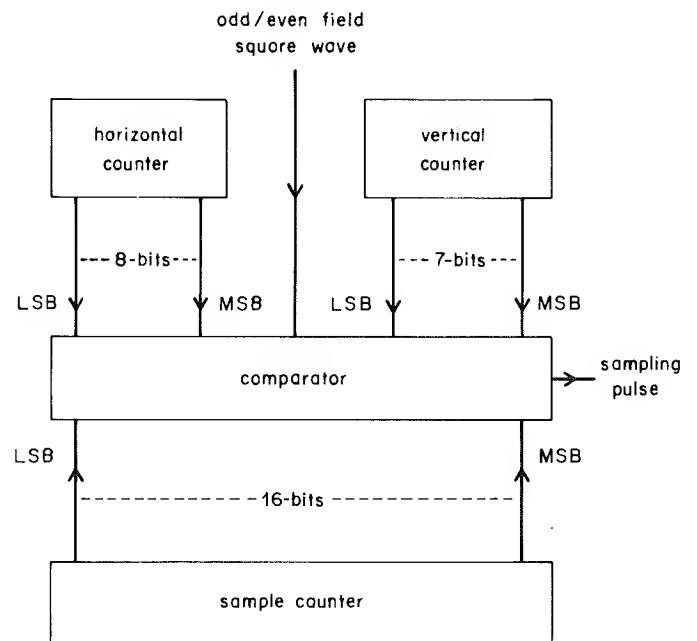 odd/even field
square wave
horizontal
counter
vertical
counter
8-bits
7-bits
LSB
MSB
LSB
MSB
comparator
sampling
pulse
LSB
MSB
16-bits
sample counter